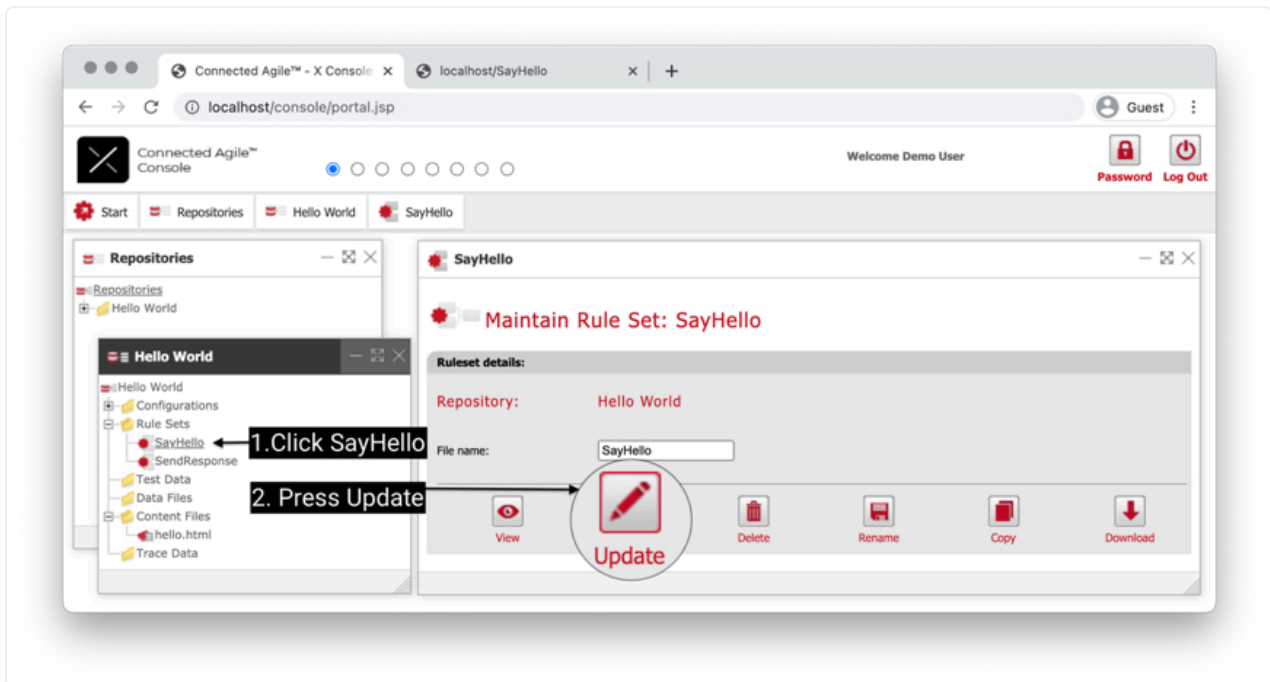 Connected Agile™ - X Console
localhost/SayHello
localhost/console/portal.jsp
Guest
Connected Agile™
Console
Welcome Demo User
Password
Log Out
Start
Repositories
Hello World
SayHello
Repositories
Repositories
Hello World
Hello World
Hello World
Configurations
Rule Sets
SayHello
SendResponse
Test Data
Data Files
Content Files
hello.html
Trace Data
1.Click SayHello
2. Press Update
SayHello
Maintain Rule Set: SayHello
Ruleset details:
Repository:
Hello World
File name:
SayHello
View
Update
Delete
Rename
Copy
Download